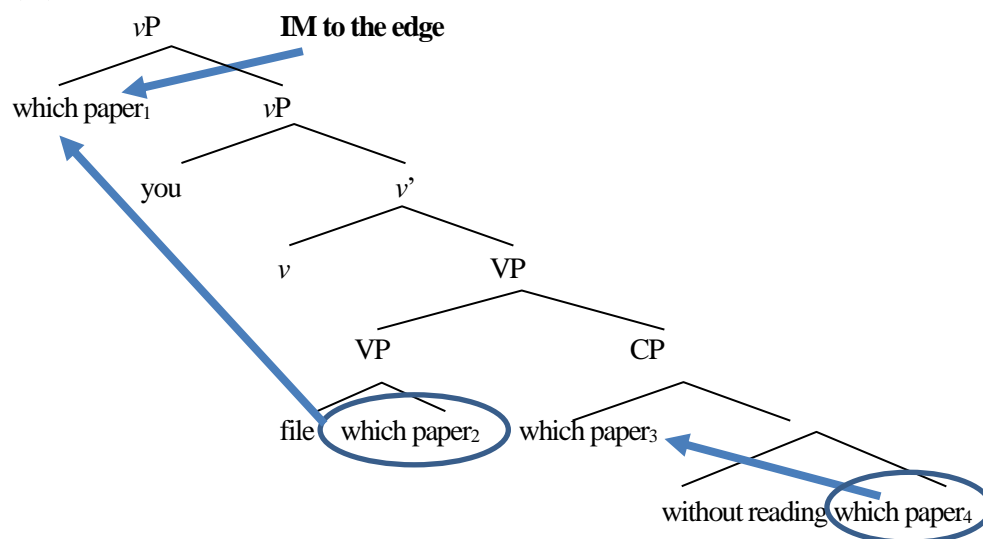 vP IM to the edge
which paper₁ vP
you v’
v VP
VP CP
file which paper₂ which paper₃
without reading which paper₄